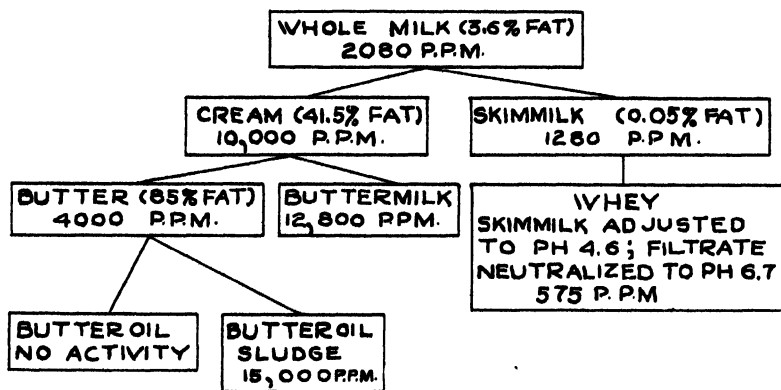 WHOLE MILK (3.6% FAT)
2080 P.P.M.
CREAM (41.5% FAT)
10,000 P.P.M.
SKIMMILK (0.05% FAT)
1280 P.P.M.
BUTTER (85% FAT)
4000 P.P.M.
BUTTERMILK
12,800 PPM.
WHEY
SKIMMILK ADJUSTED
TO PH 4.6; FILTRATE
NEUTRALIZED TO PH 6.7
575 P.P.M
BUTTER OIL
NO ACTIVITY
BUTTER OIL
SLUDGE
15,000 P.P.M.